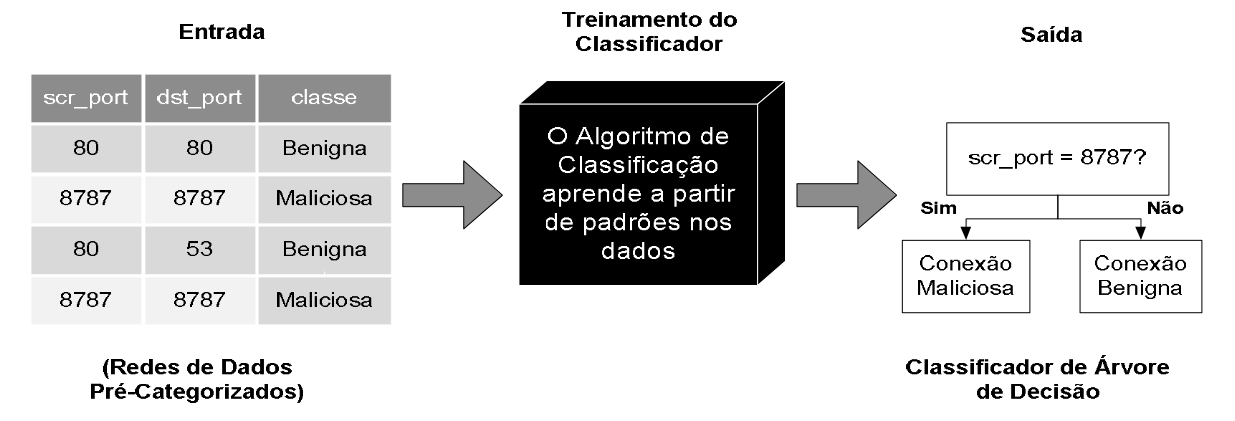 Entrada
scr_port dst_port classe
80 80 Benigna
8787 8787 Maliciosa
80 53 Benigna
8787 8787 Maliciosa
(Redes de Dados
Pré-Categorizados)
Treinamento do
Classificador
O Algoritmo de
Classificação
aprende a partir
de padrões nos
dados
Saída
scr_port = 8787?
Sim Não
Conexão
Maliciosa
Conexão
Benigna
Classificador de Árvore
de Decisão